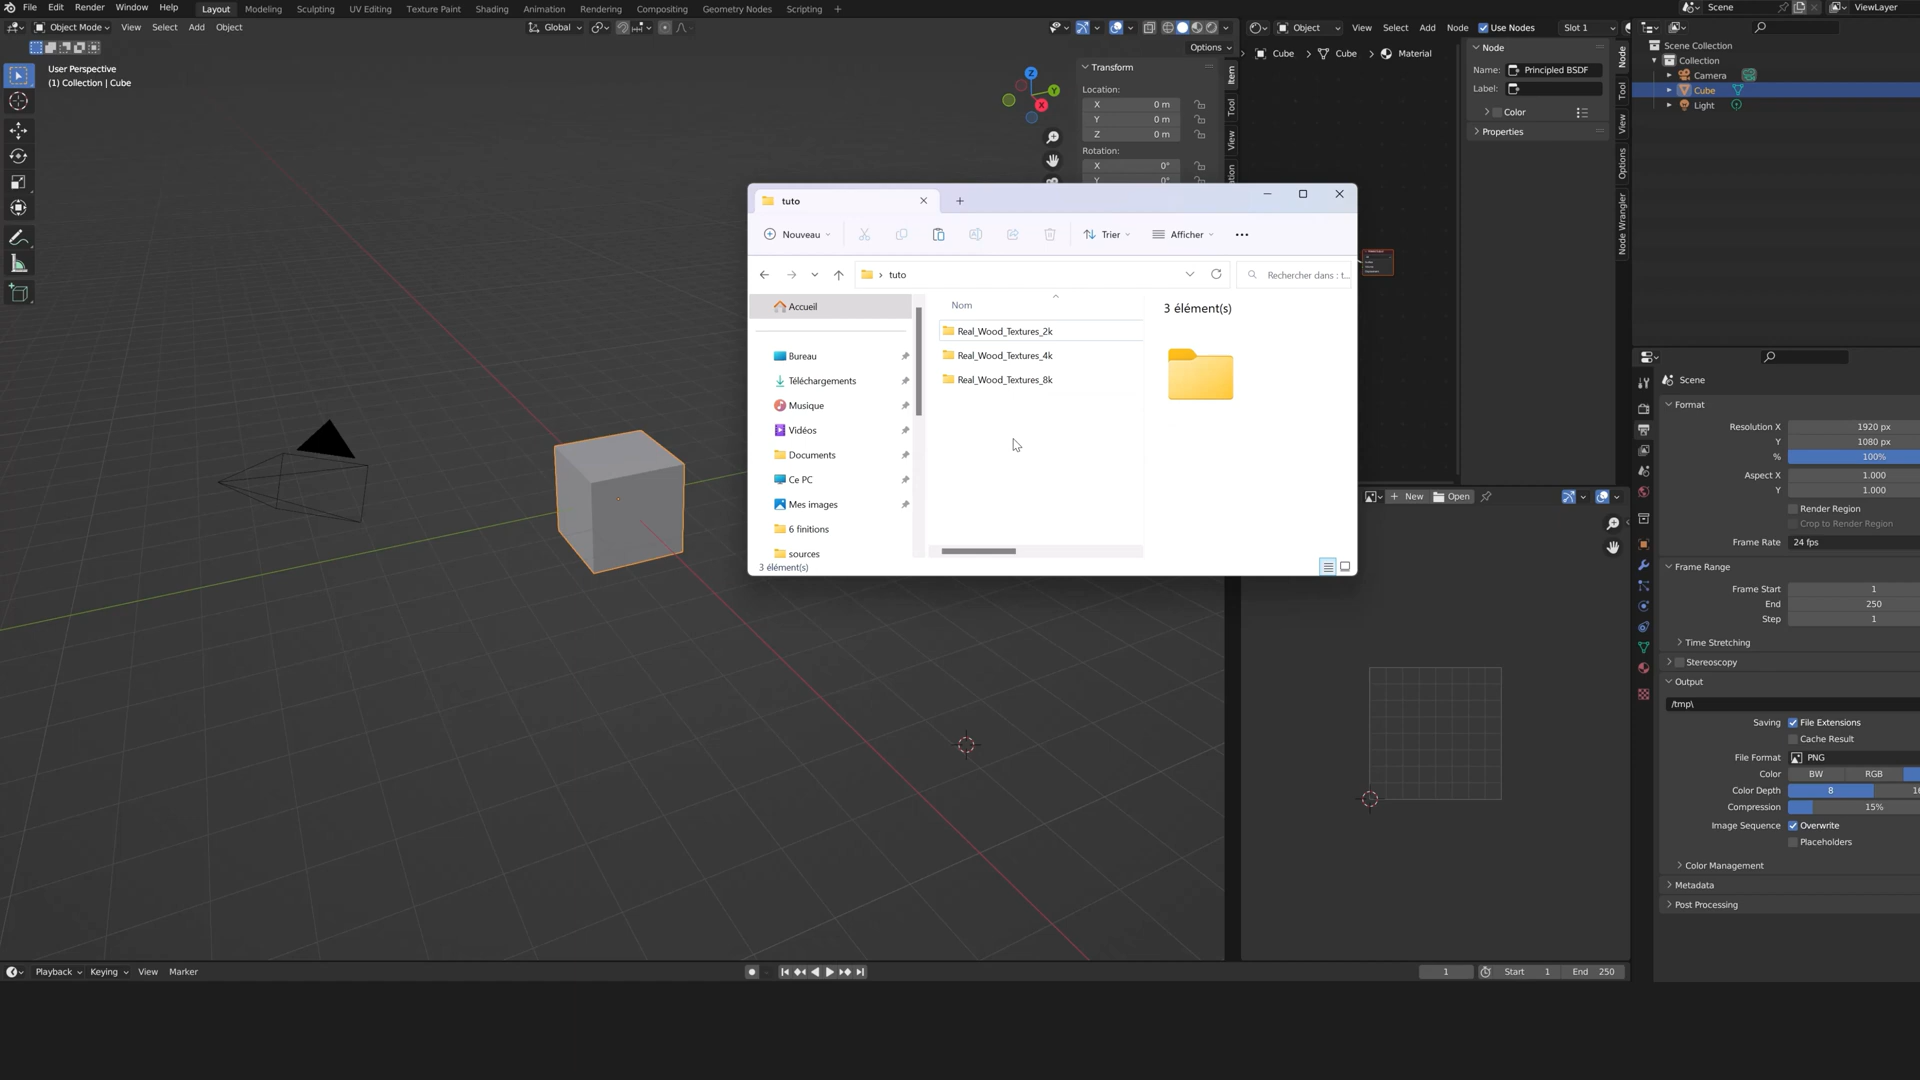 File Edit Render Window Help Layout Modeling Sculpting UV Editing Texture Paint Shading Animation Rendering Compositing Geometry Nodes Scripting + Scene ViewLayer
Object Mode View Select Add Object Global Object View Select Add Node Use Nodes Slot 1
Options
Cube Cube Material
User Perspective
(1) Collection | Cube
Z
Y
X
Transform
Location:
X 0 m
Y 0 m
Z 0 m
Rotation:
X 0°
Y 0°
Item
Tool
View
Node
Name: Principled BSDF
Label:
Color
Properties
Node
Tool
View
Options
Node Wrangler
Scene Collection
Collection
Camera
Cube
Light
tuto
Nouveau Trier Afficher
tuto
Rechercher dans : t...
Accueil
Bureau
Téléchargements
Musique
Vidéos
Documents
Ce PC
Mes images
6 finitions
sources
Nom
Real_Wood_Textures_2k
Real_Wood_Textures_4k
Real_Wood_Textures_8k
3 élément(s)
3 élément(s)
New Open
Scene
Format
Resolution X 1920 px
Y 1080 px
% 100%
Aspect X 1.000
Y 1.000
Render Region
Crop to Render Region
Frame Rate 24 fps
Frame Range
Frame Start 1
End 250
Step 1
Time Stretching
Stereoscopy
Output
/tmp\
Saving File Extensions
Cache Result
File Format PNG
Color BW RGB
Color Depth 8
Compression 15%
Image Sequence Overwrite
Placeholders
Color Management
Metadata
Post Processing
Playback Keying View Marker 1 Start 1 End 250